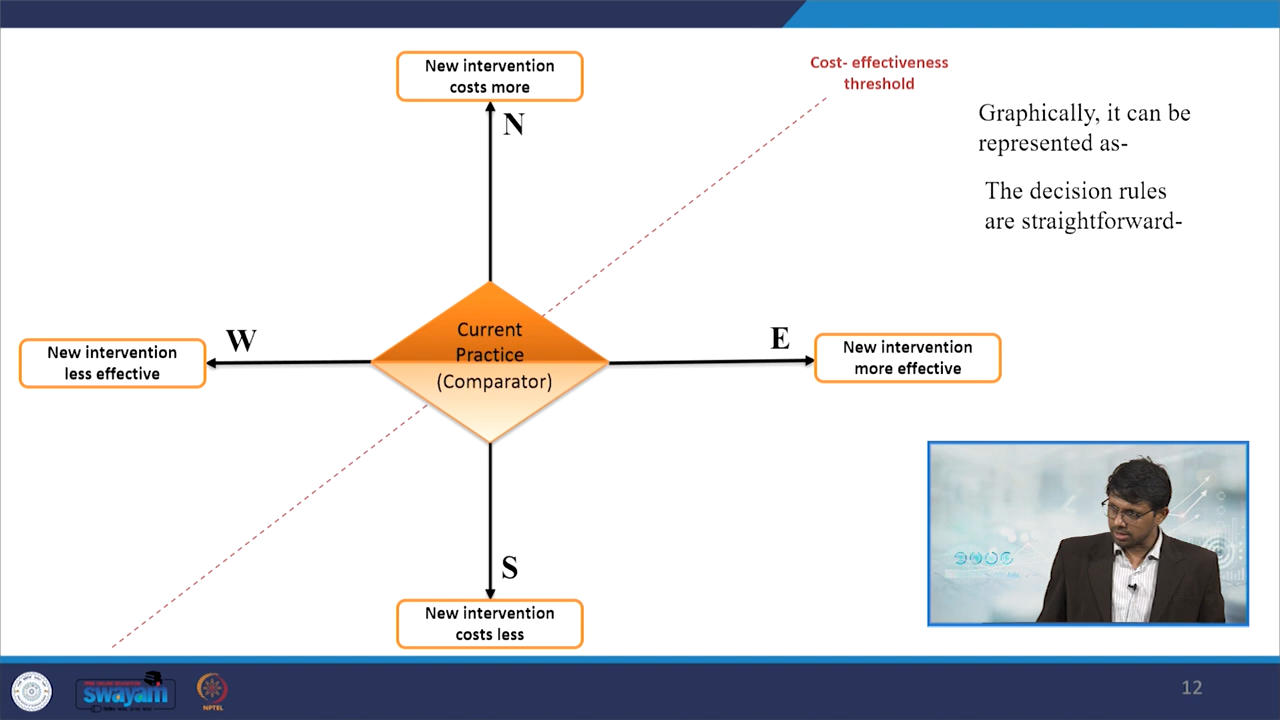 New intervention
costs more
N
Cost- effectiveness
threshold
Graphically, it can be
represented as-
The decision rules
are straightforward-
W
New intervention
less effective
Current
Practice
(Comparator)
E
New intervention
more effective
S
New intervention
costs less
swayam
NPTEL
12